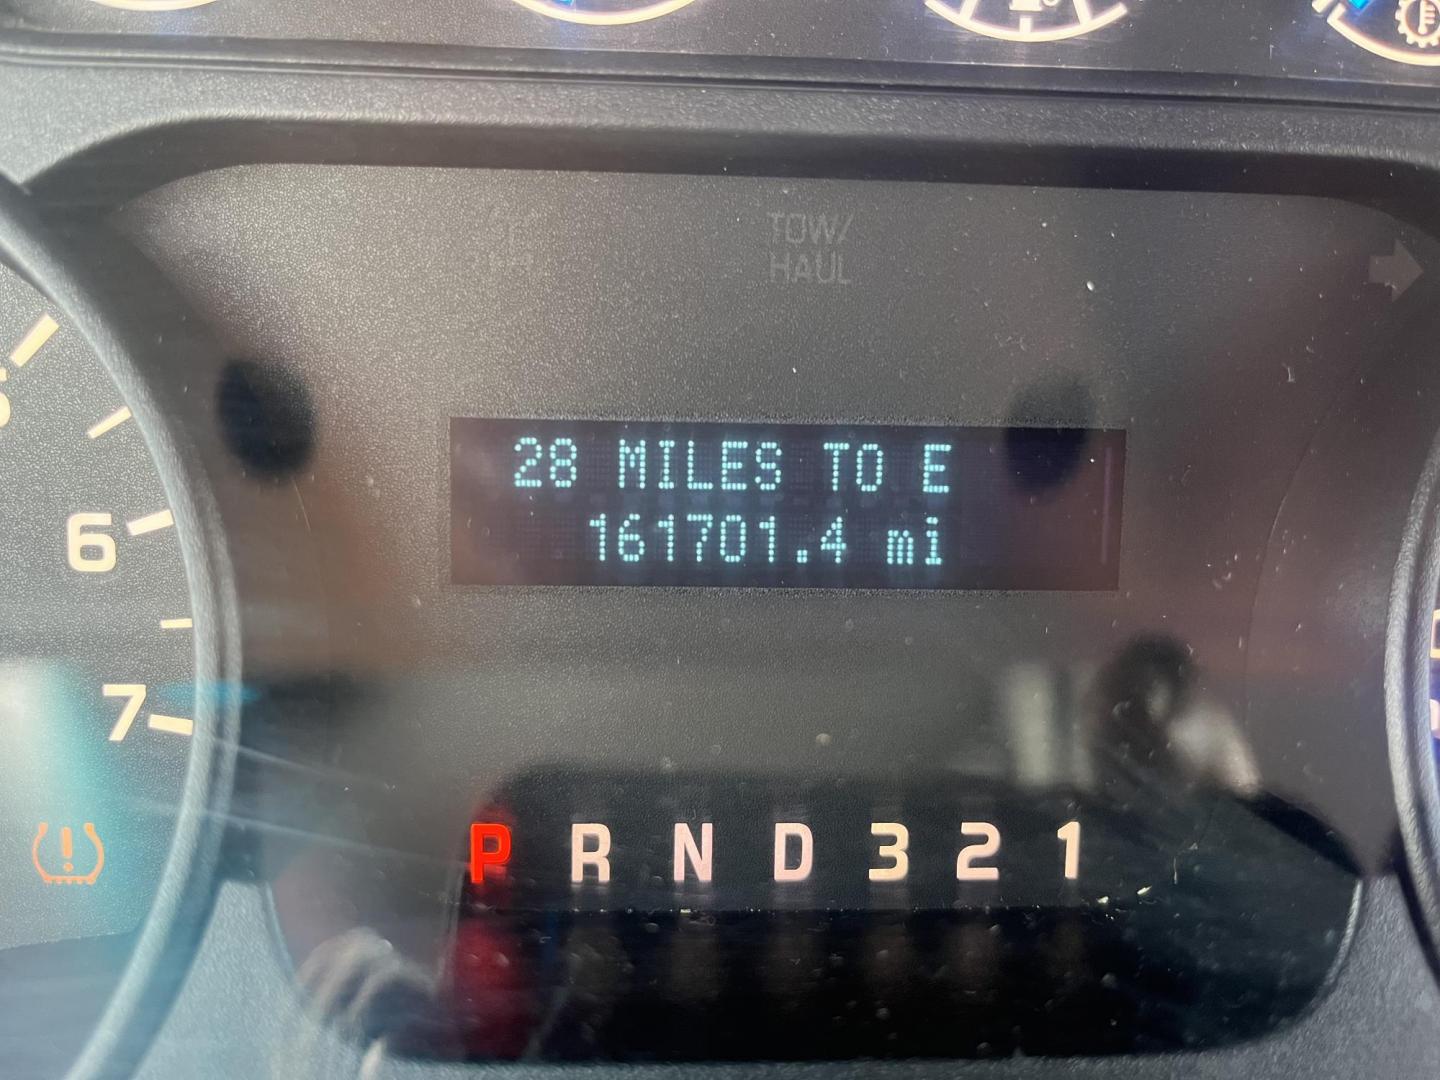 TOW/
HAUL
28 MILES TO E
161701.4 mi
6
7
P R N D 3 2 1